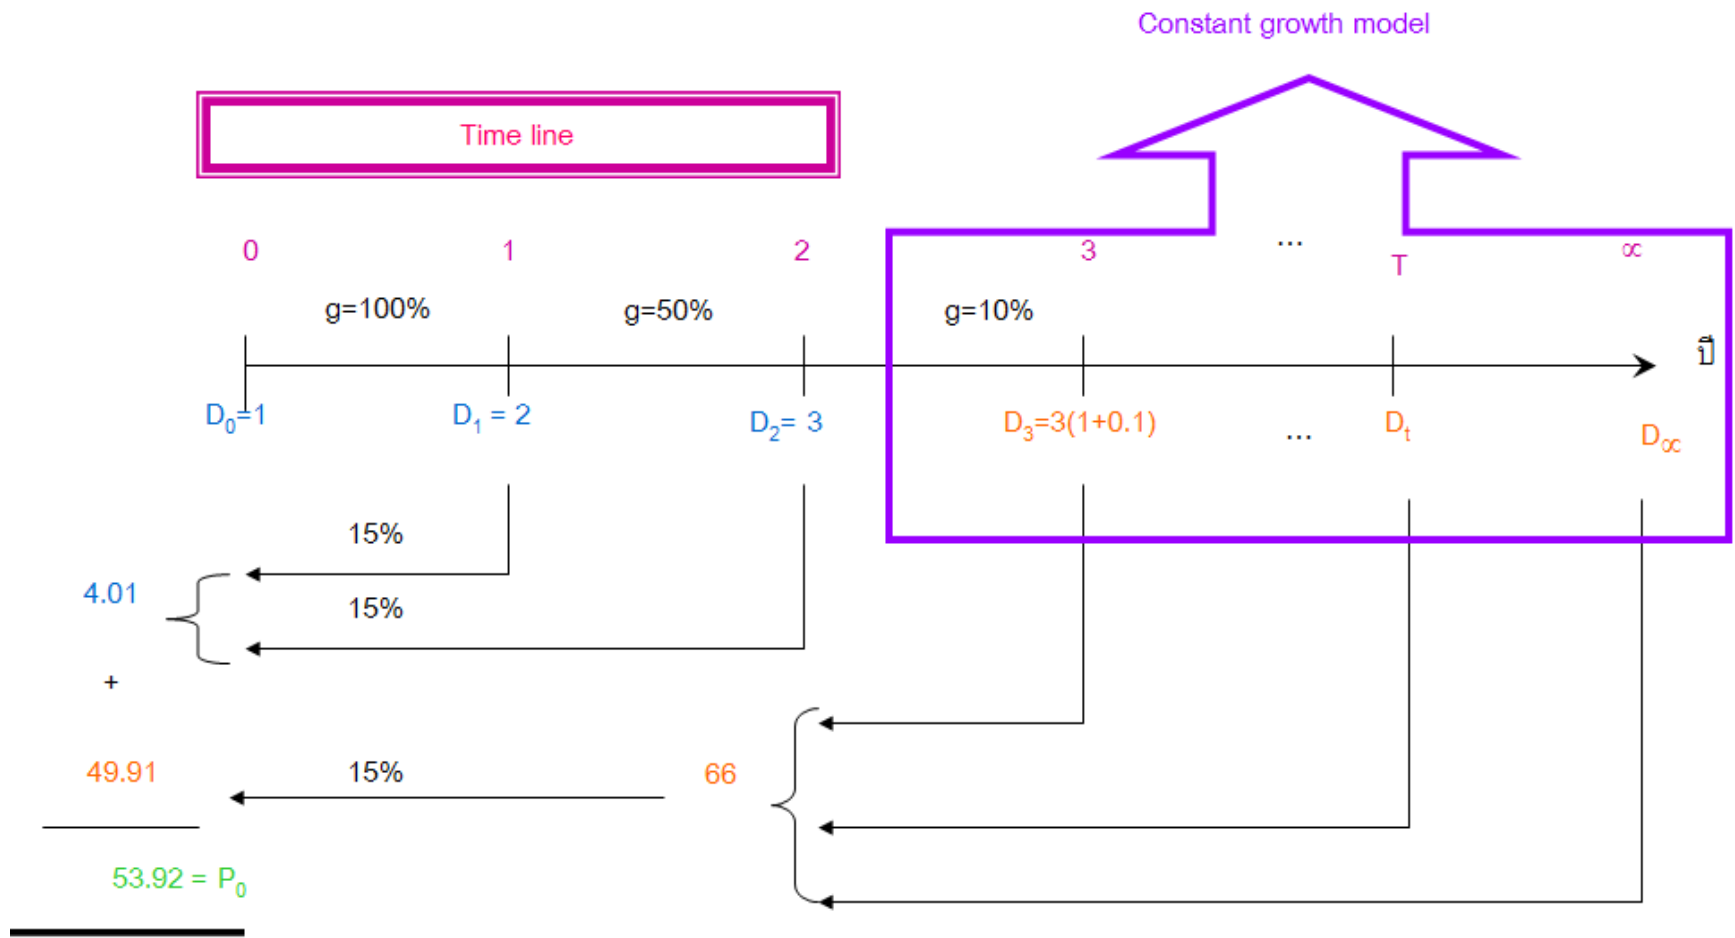 Constant growth model
Time line
0 1 2 3 ... T ∝
g=100% g=50% g=10%
ปี
D₀=1 D₁ = 2 D₂= 3 D₃=3(1+0.1) ... Dₜ D∝
15%
4.01
15%
+
49.91 15% 66
53.92 = P₀